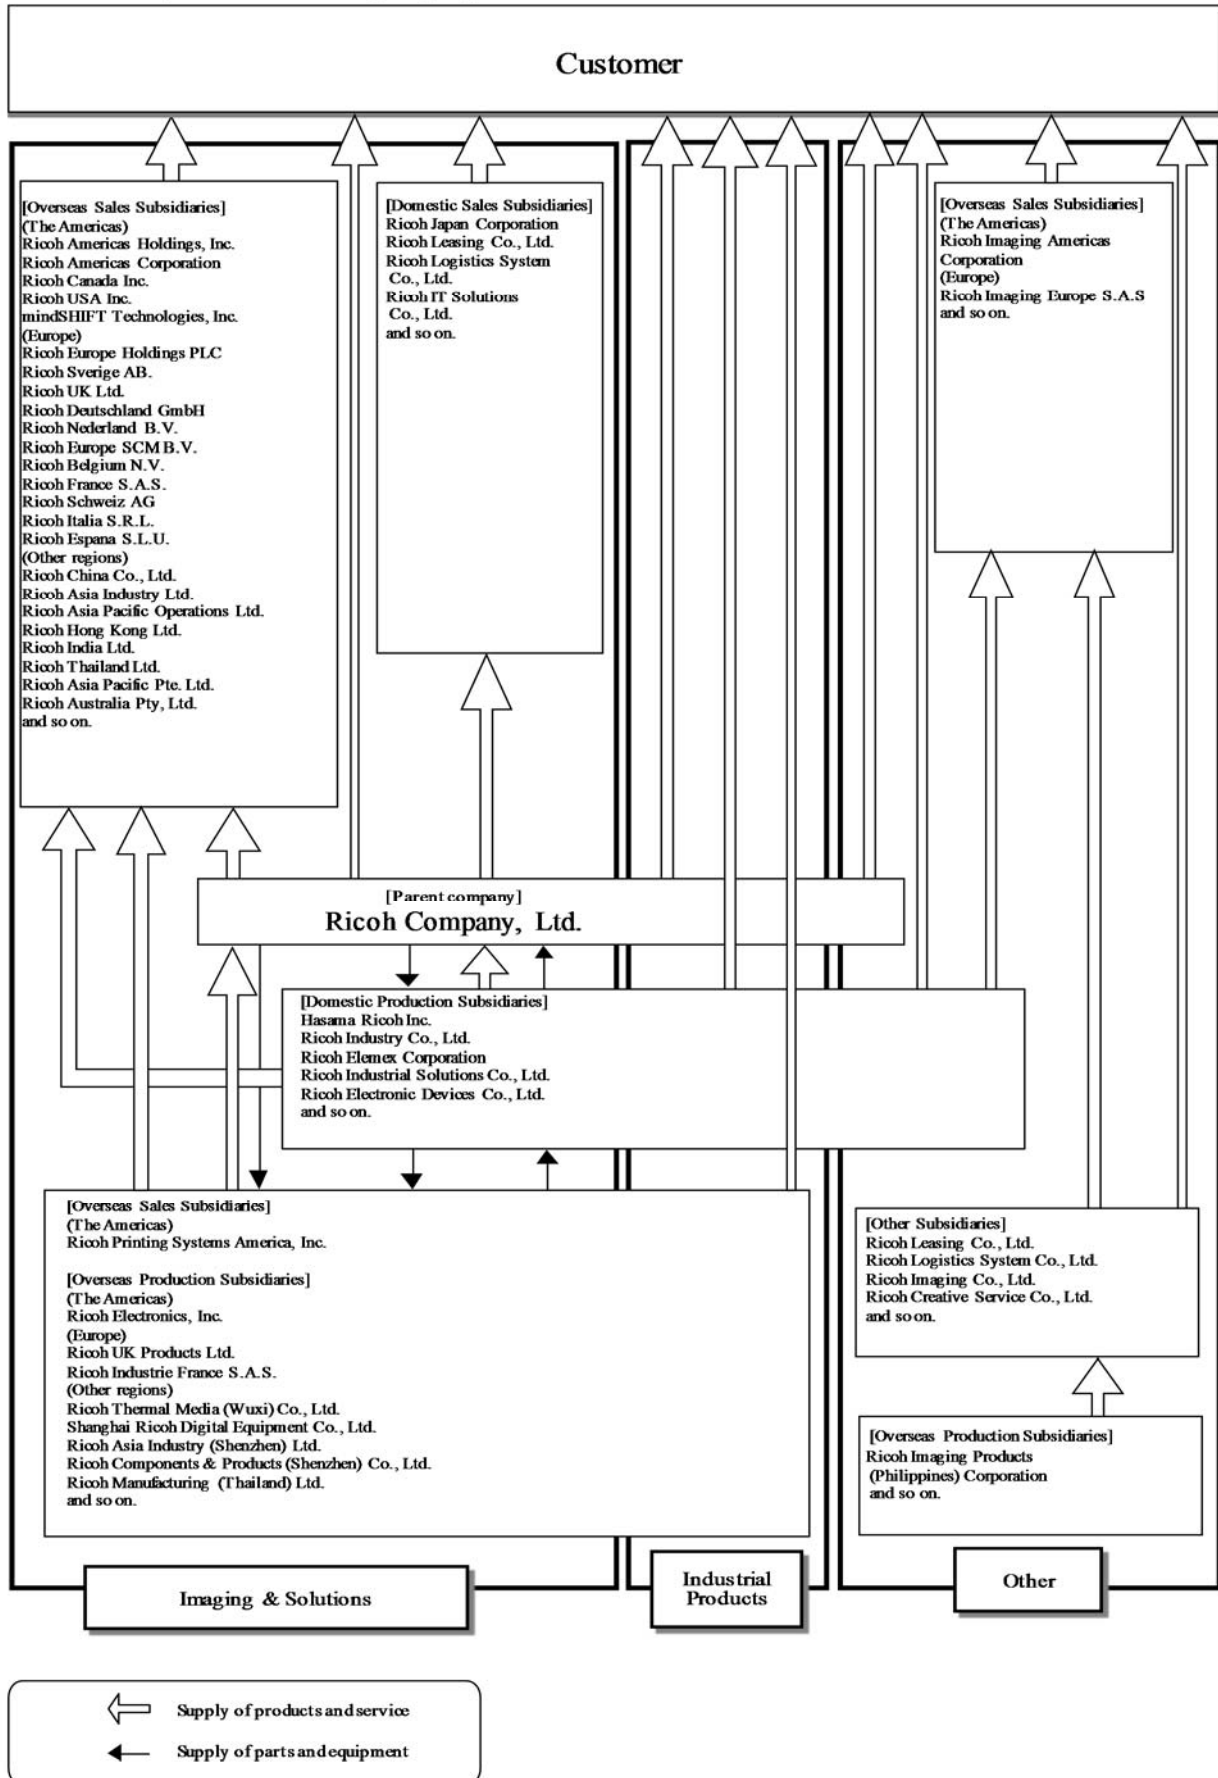 Customer
[Overseas Sales Subsidiaries]
(The Americas)
Ricoh Americas Holdings, Inc.
Ricoh Americas Corporation
Ricoh Canada Inc.
Ricoh USA Inc.
mindSHIFT Technologies, Inc.
(Europe)
Ricoh Europe Holdings PLC
Ricoh Sverige AB.
Ricoh UK Ltd.
Ricoh Deutschland GmbH
Ricoh Nederland B.V.
Ricoh Europe SCM B.V.
Ricoh Belgium N.V.
Ricoh France S.A.S.
Ricoh Schweiz AG
Ricoh Italia S.R.L.
Ricoh Espana S.L.U.
(Other regions)
Ricoh China Co., Ltd.
Ricoh Asia Industry Ltd.
Ricoh Asia Pacific Operations Ltd.
Ricoh Hong Kong Ltd.
Ricoh India Ltd.
Ricoh Thailand Ltd.
Ricoh Asia Pacific Pte. Ltd.
Ricoh Australia Pty, Ltd.
and so on.
[Domestic Sales Subsidiaries]
Ricoh Japan Corporation
Ricoh Leasing Co., Ltd.
Ricoh Logistics System
Co., Ltd.
Ricoh IT Solutions
Co., Ltd.
and so on.
[Overseas Sales Subsidiaries]
(The Americas)
Ricoh Imaging Americas
Corporation
(Europe)
Ricoh Imaging Europe S.A.S
and so on.
[Parent company]
Ricoh Company, Ltd.
[Domestic Production Subsidiaries]
Hasama Ricoh Inc.
Ricoh Industry Co., Ltd.
Ricoh Elemex Corporation
Ricoh Industrial Solutions Co., Ltd.
Ricoh Electronic Devices Co., Ltd.
and so on.
[Overseas Sales Subsidiaries]
(The Americas)
Ricoh Printing Systems America, Inc.
[Overseas Production Subsidiaries]
(The Americas)
Ricoh Electronics, Inc.
(Europe)
Ricoh UK Products Ltd.
Ricoh Industrie France S.A.S.
(Other regions)
Ricoh Thermal Media (Wuxi) Co., Ltd.
Shanghai Ricoh Digital Equipment Co., Ltd.
Ricoh Asia Industry (Shenzhen) Ltd.
Ricoh Components & Products (Shenzhen) Co., Ltd.
Ricoh Manufacturing (Thailand) Ltd.
and so on.
[Other Subsidiaries]
Ricoh Leasing Co., Ltd.
Ricoh Logistics System Co., Ltd.
Ricoh Imaging Co., Ltd.
Ricoh Creative Service Co., Ltd.
and so on.
[Overseas Production Subsidiaries]
Ricoh Imaging Products
(Philippines) Corporation
and so on.
Imaging & Solutions
Industrial
Products
Other
Supply of products and service
Supply of parts and equipment